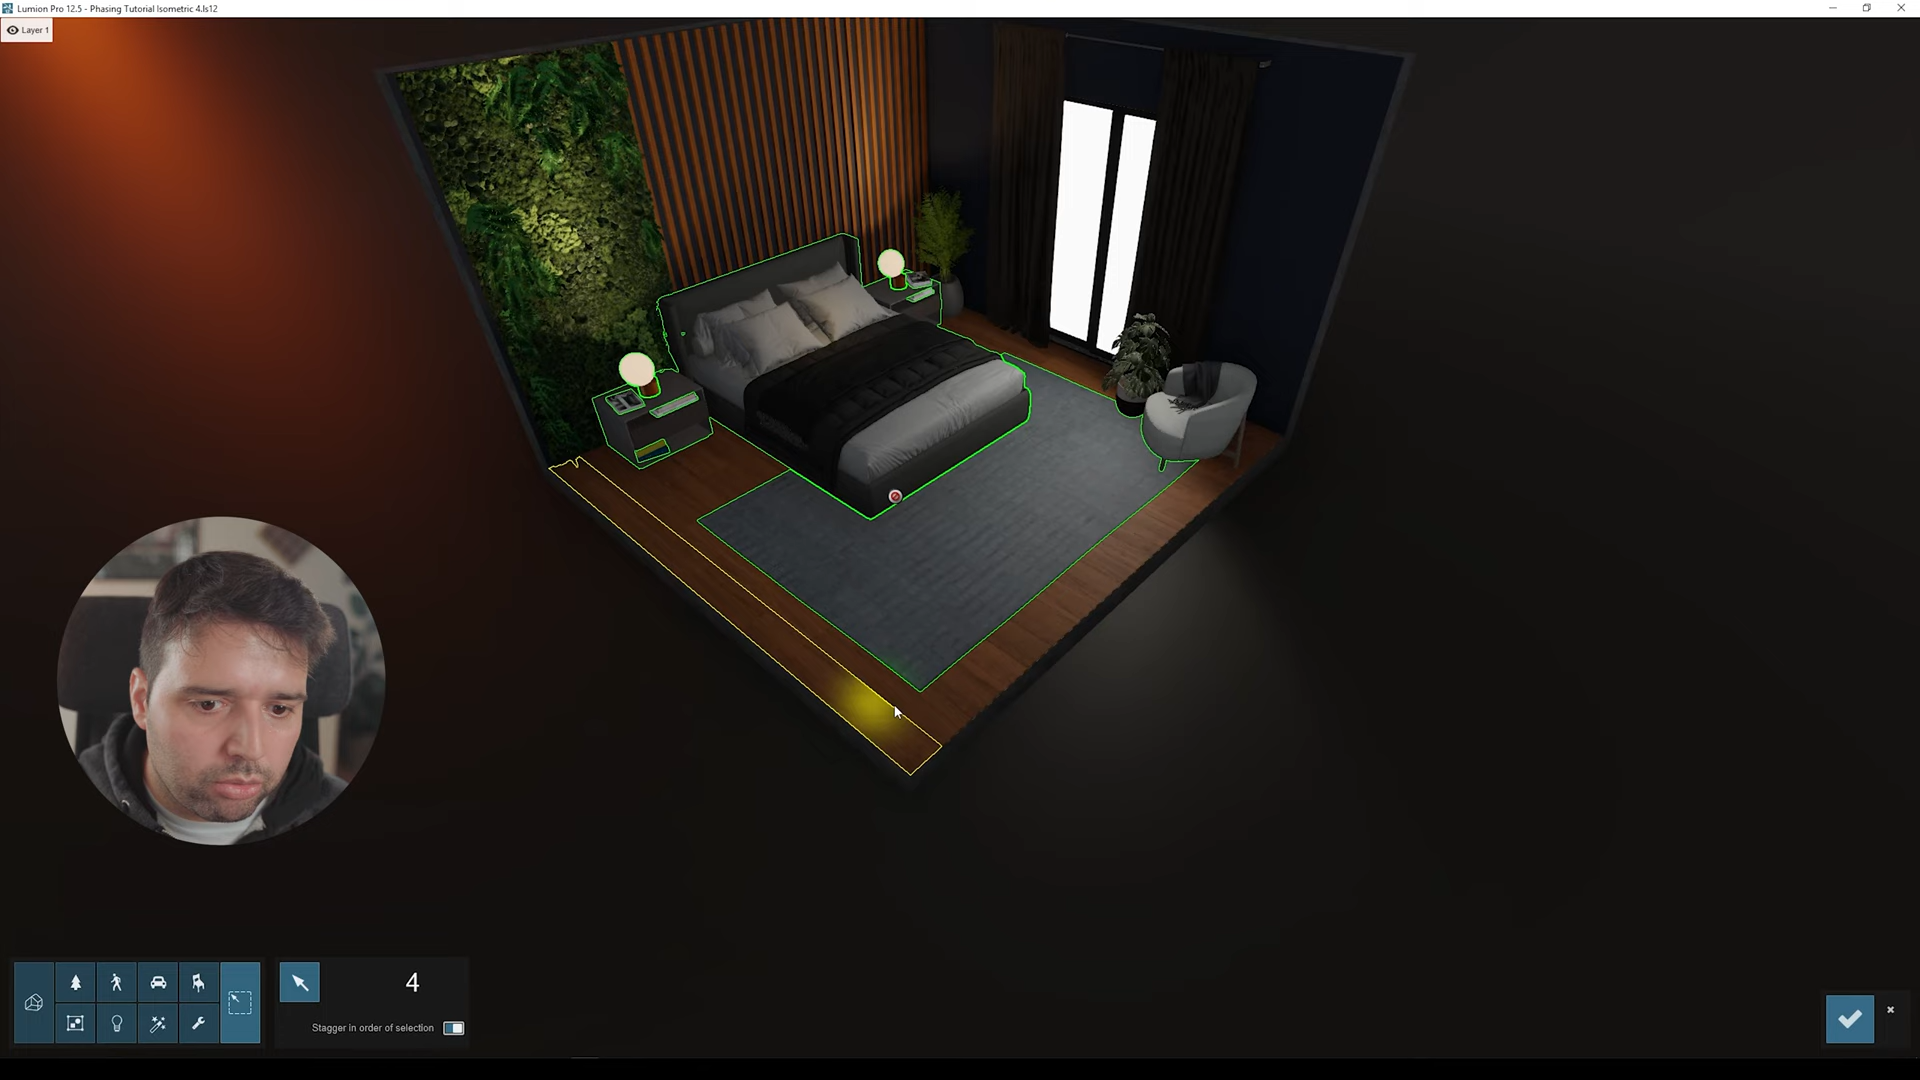 Lumion Pro 12.5 - Phasing Tutorial Isometric 4.ls12
Layer 1
4
Stagger in order of selection